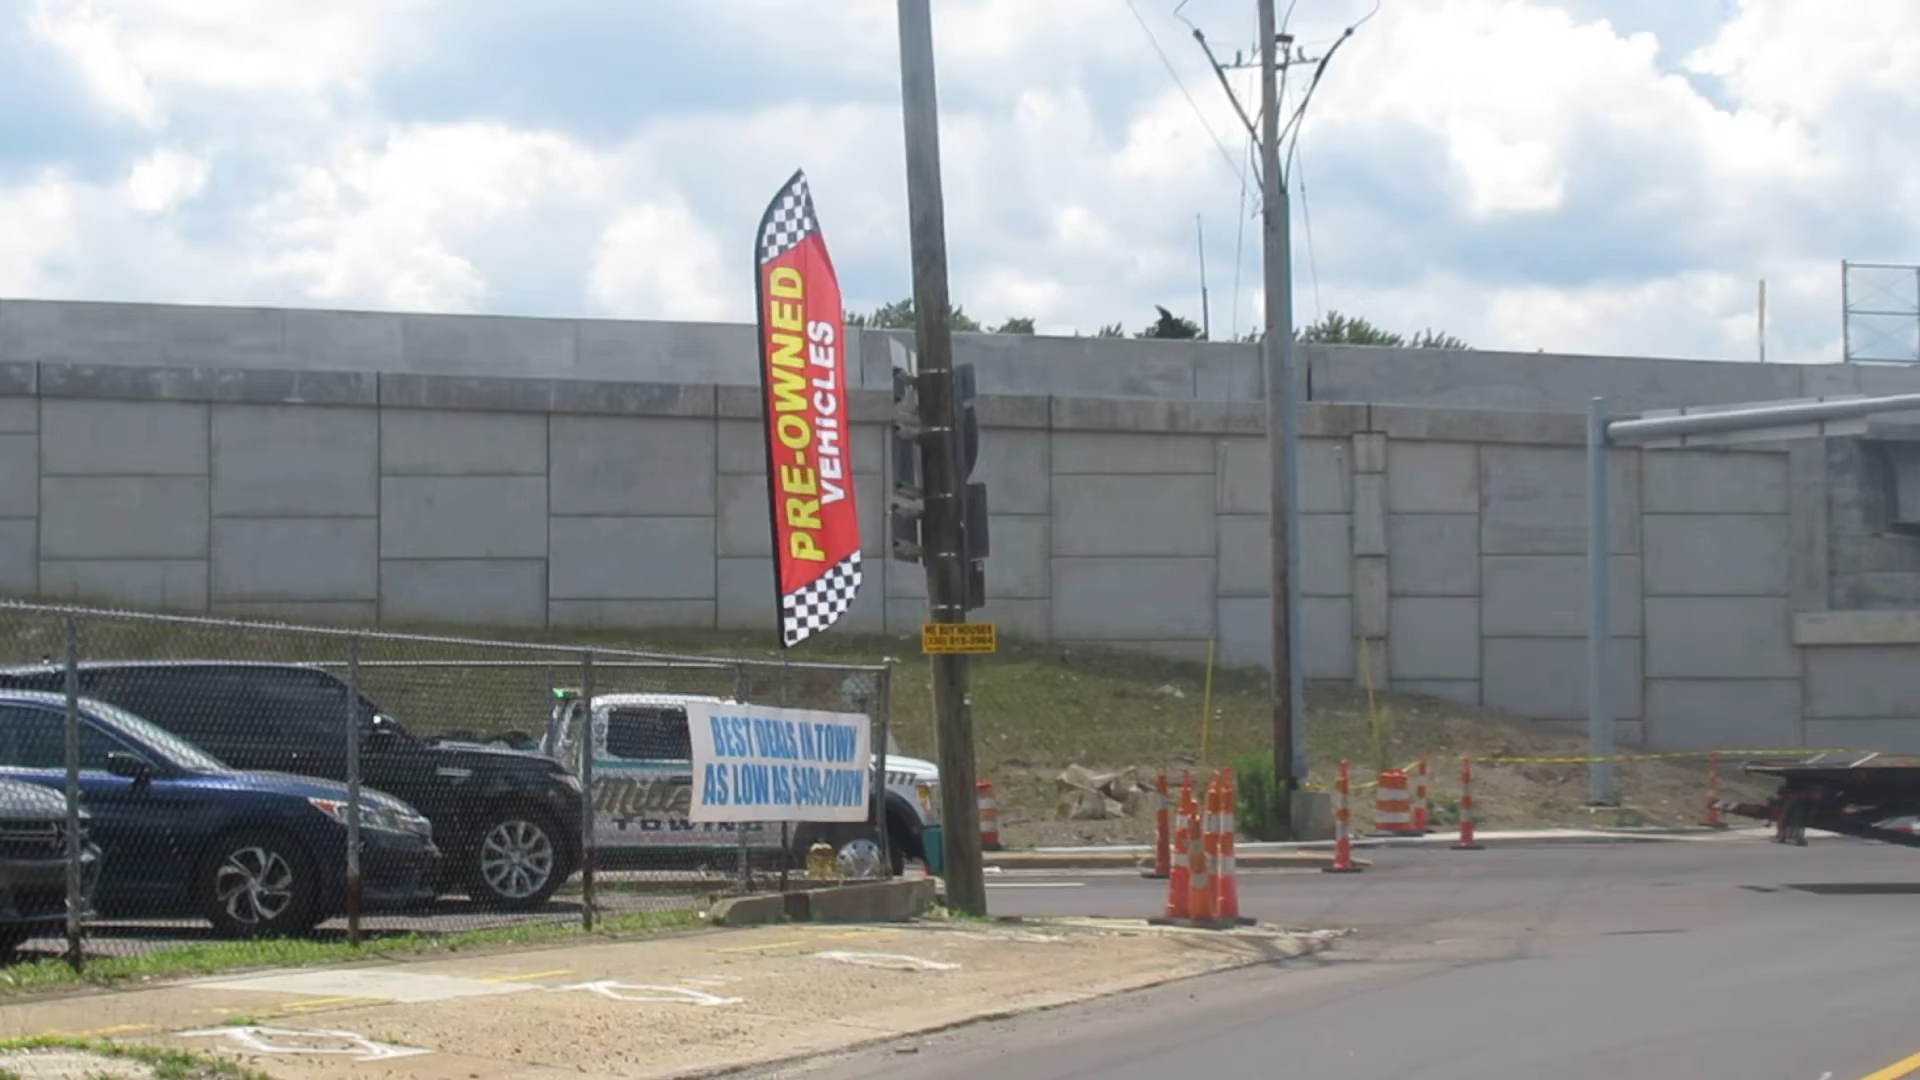 PRE-OWNED
VEHICLES
WE BUY HOUSES
BEST DEALS IN TOWN
AS LOW AS $499 DOWN
TOWING